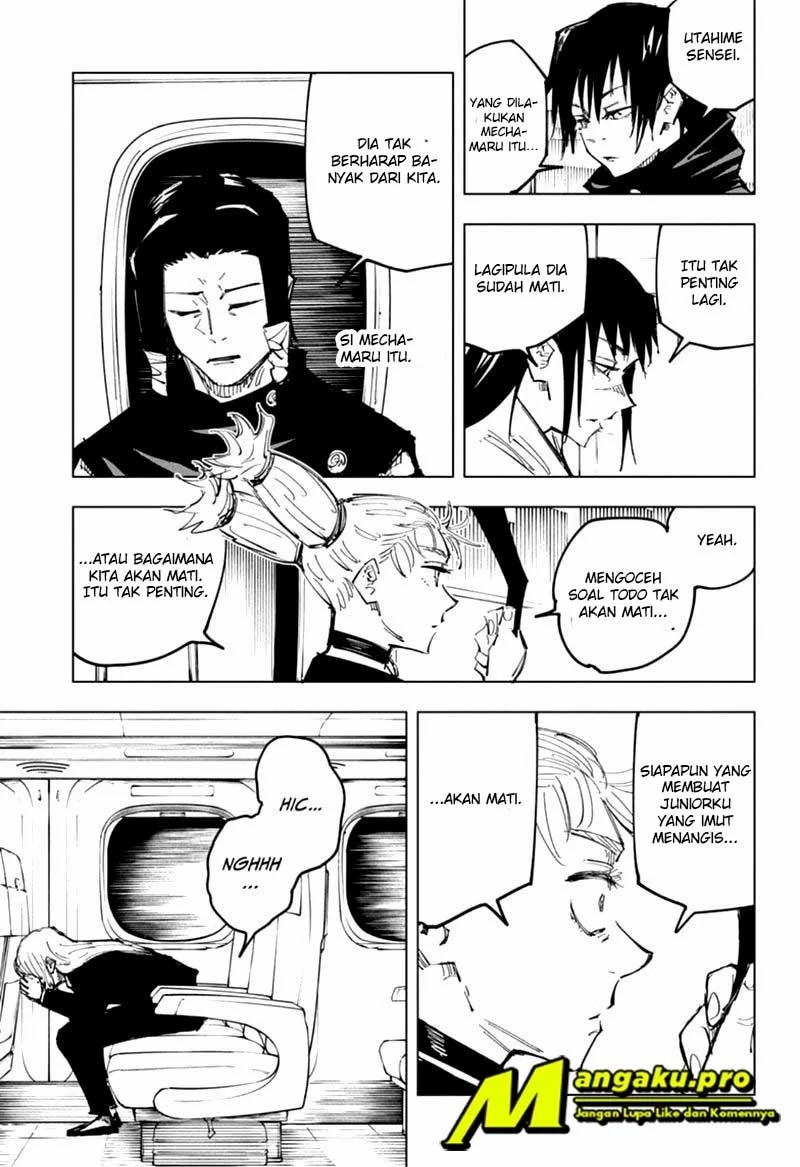 UTAHIME
SENSEI.
YANG DILA-
KUKAN
MECHA-
MARU ITU...
DIA TAK
BERHARAP BA-
NYAK DARI KITA.
SI MECHA-
MARU ITU.
ITU TAK
PENTING
LAGI.
LAGIPULA DIA
SUDAH MATI.
YEAH.
MENGOCEH
SOAL TODO TAK
AKAN MATI...
...ATAU BAGAIMANA
KITA AKAN MATI.
ITU TAK PENTING.
SIAPAPUN YANG
MEMBUAT
JUNIORKU
YANG IMUT
MENANGIS...
...AKAN MATI.
HIC...
NGHHH
...
Mangaku.pro
Jangan Lupa Like dan Komennya